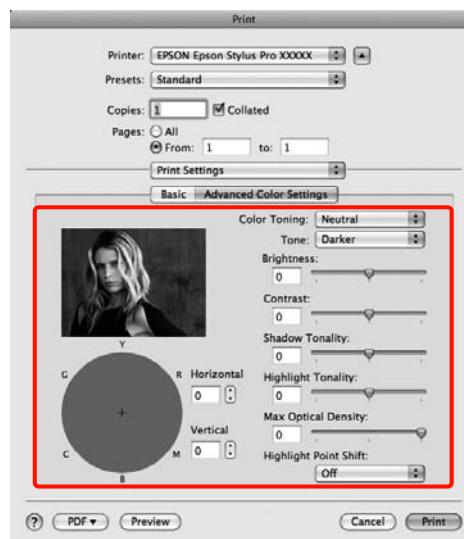 Print
Printer: EPSON Epson Stylus Pro XXXXX
Presets: Standard
Copies: 1 Collated
Pages: All
From: 1 to: 1
Print Settings
Basic Advanced Color Settings
Color Toning: Neutral
Tone: Darker
Brightness:
0
Contrast:
0
Shadow Tonality:
0
Highlight Tonality:
0
Max Optical Density:
0
Highlight Point Shift:
Off
Y
G R
C M
B
Horizontal
0
Vertical
0
? PDF Preview Cancel Print